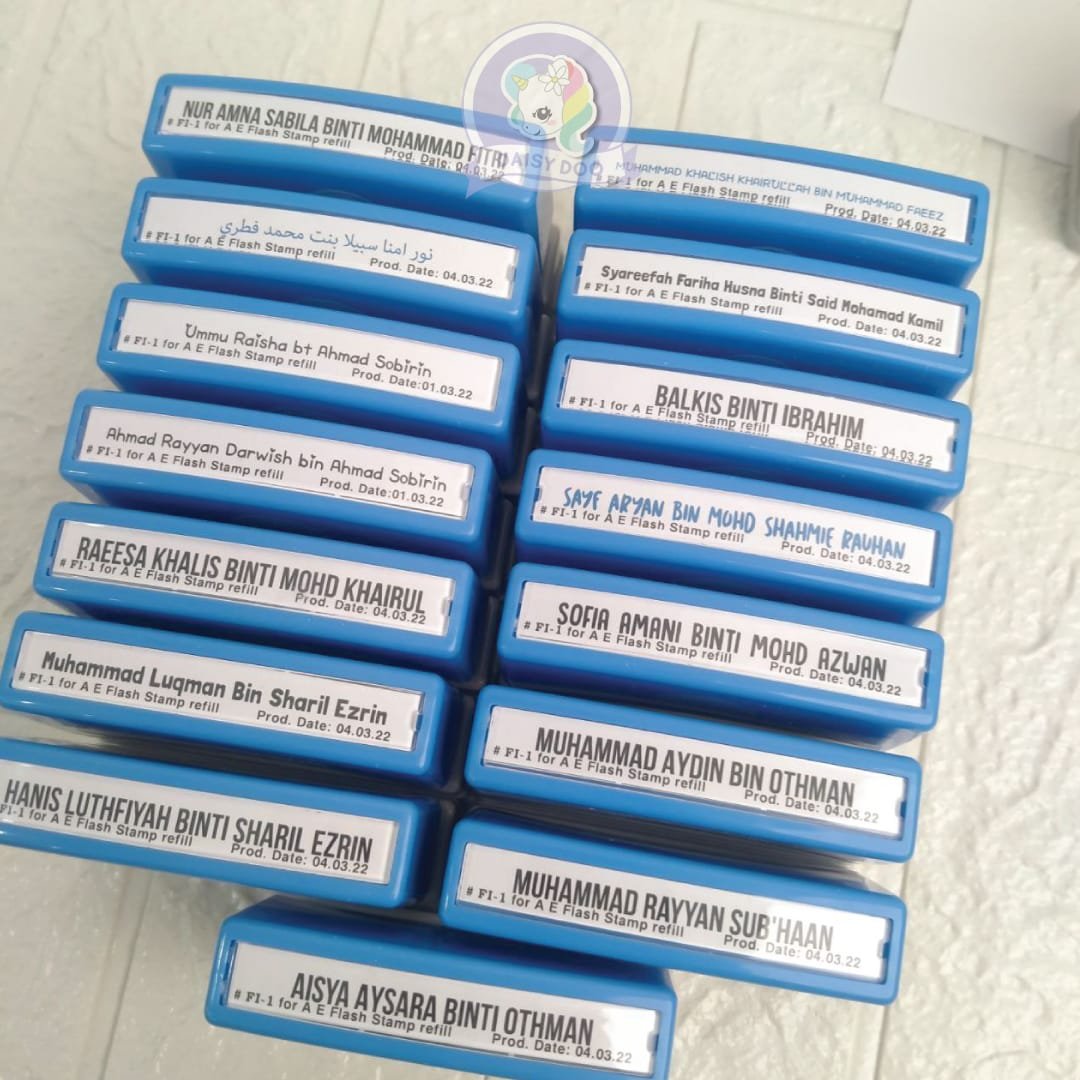 DAISY DOO
NUR AMNA SABILA BINTI MOHAMMAD FITRI
# FI-1 for A E Flash Stamp refill Prod. Date: 04.03.22
نور امنا سبيلا بنت محمد فطري
# FI-1 for A E Flash Stamp refill Prod. Date: 04.03.22
Ummu Raisha bt Ahmad Sobirin
# FI-1 for A E Flash Stamp refill Prod. Date:01.03.22
Ahmad Rayyan Darwish bin Ahmad Sobirin
# FI-1 for A E Flash Stamp refill Prod. Date:01.03.22
RAEESA KHALIS BINTI MOHD KHAIRUL
# FI-1 for A E Flash Stamp refill Prod. Date: 04.03.22
Muhammad Luqman Bin Sharil Ezrin
# FI-1 for A E Flash Stamp refill Prod. Date: 04.03.22
HANIS LUTHFIYAH BINTI SHARIL EZRIN
FI-1 for A E Flash Stamp refill Prod. Date: 04.03.22
MUHAMMAD KHALISH KHAIRULLAH BIN MUHAMMAD FAEEZ
# FI-1 for A E Flash Stamp refill Prod. Date: 04.03.22
Syareefah Fariha Husna Binti Said Mohamad Kamil
# FI-1 for A E Flash Stamp refill Prod. Date: 04.03.22
BALKIS BINTI IBRAHIM
# FI-1 for A E Flash Stamp refill Prod. Date: 04.03.22
SAYF ARYAN BIN MOHD SHAHMIE RAUHAN
# FI-1 for A E Flash Stamp refill Prod. Date: 04.03.22
SOFIA AMANI BINTI MOHD AZWAN
# FI-1 for A E Flash Stamp refill Prod. Date: 04.03.22
MUHAMMAD AYDIN BIN OTHMAN
# FI-1 for A E Flash Stamp refill Prod. Date: 04.03.22
MUHAMMAD RAYYAN SUB'HAAN
# FI-1 for A E Flash Stamp refill Prod. Date: 04.03.22
AISYA AYSARA BINTI OTHMAN
# FI-1 for A E Flash Stamp refill Prod. Date: 04.03.22